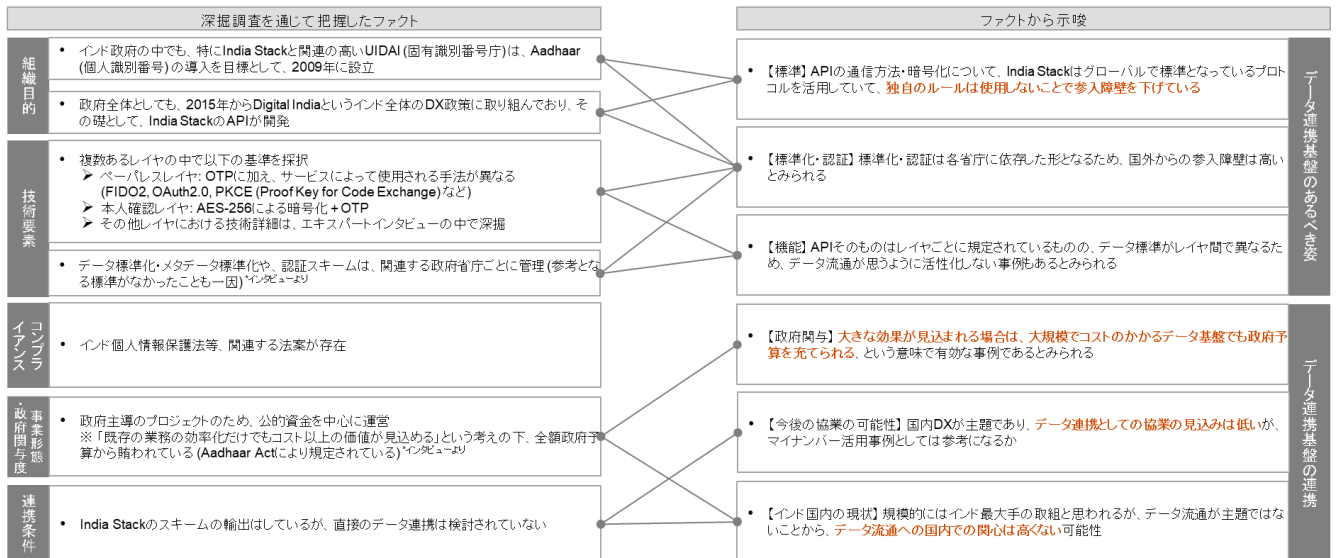 深掘調査を通じて把握したファクト
ファクトから示唆
組織目的
• インド政府の中でも、特にIndia Stackと関連の高いUIDAI (固有識別番号庁)は、Aadhaar
(個人識別番号) の導入を目標として、2009年に設立
• 政府全体としても、2015年からDigital Indiaというインド全体のDX政策に取り組んでおり、そ
の礎として、India StackのAPIが開発
技術要素
• 複数あるレイヤの中で以下の基準を採択
➢ ペーパレスレイヤ: OTPに加え、サービスによって使用される手法が異なる
(FIDO2, OAuth2.0, PKCE (Proof Key for Code Exchange)など)
➢ 本人確認レイヤ: AES-256による暗号化 + OTP
➢ その他レイヤにおける技術詳細は、エキスパートインタビューの中で深掘
• データ標準化・メタデータ標準化や、認証スキームは、関連する政府省庁ごとに管理 (参考とな
る標準がなかったことも一因) *インタビューより
コンプライアンス
• インド個人情報保護法等、関連する法案が存在
事業形態
・政府関与度
• 政府主導のプロジェクトのため、公的資金を中心に運営
※ 「既存の業務の効率化だけでもコスト以上の価値が見込める」という考えの下、全額政府予
算から賄われている (Aadhaar Actにより規定されている) *インタビューより
連携条件
• India Stackのスキームの輸出はしているが、直接のデータ連携は検討されていない
• 【標準】 APIの通信方法・暗号化について、India Stackはグローバルで標準となっているプロト
コルを活用していて、独自のルールは使用しないことで参入障壁を下げている
• 【標準化・認証】 標準化・認証は各省庁に依存した形となるため、国外からの参入障壁は高い
とみられる
• 【機能】 APIそのものはレイヤごとに規定されているものの、データ標準がレイヤ間で異なるた
め、データ流通が思うように活性化しない事例もあるとみられる
データ連携基盤のあるべき姿
• 【政府関与】 大きな効果が見込まれる場合は、大規模でコストのかかるデータ基盤でも政府予
算を充てられる、という意味で有効な事例であるとみられる
• 【今後の協業の可能性】 国内DXが主題であり、データ連携としての協業の見込みは低いが、
マイナンバー活用事例としては参考になるか
• 【インド国内の現状】 規模的にはインド最大手の取組と思われるが、データ流通が主題ではな
いことから、データ流通への国内での関心は高くない可能性
データ連携基盤の連携